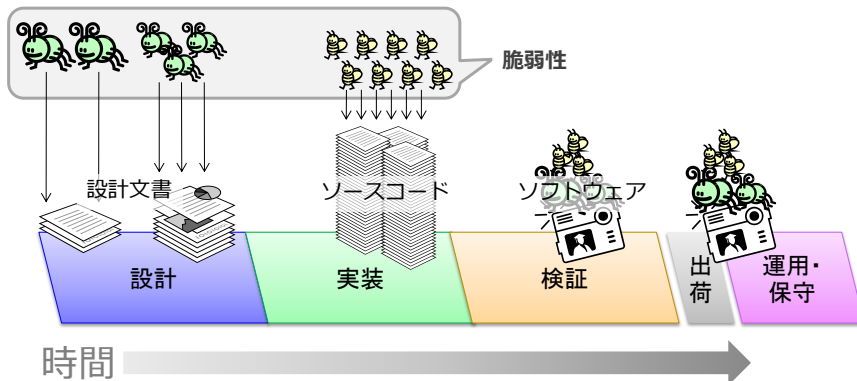 脆弱性
設計文書
ソースコード
ソフトウェア
設計
実装
検証
出
荷
運用・
保守
時間